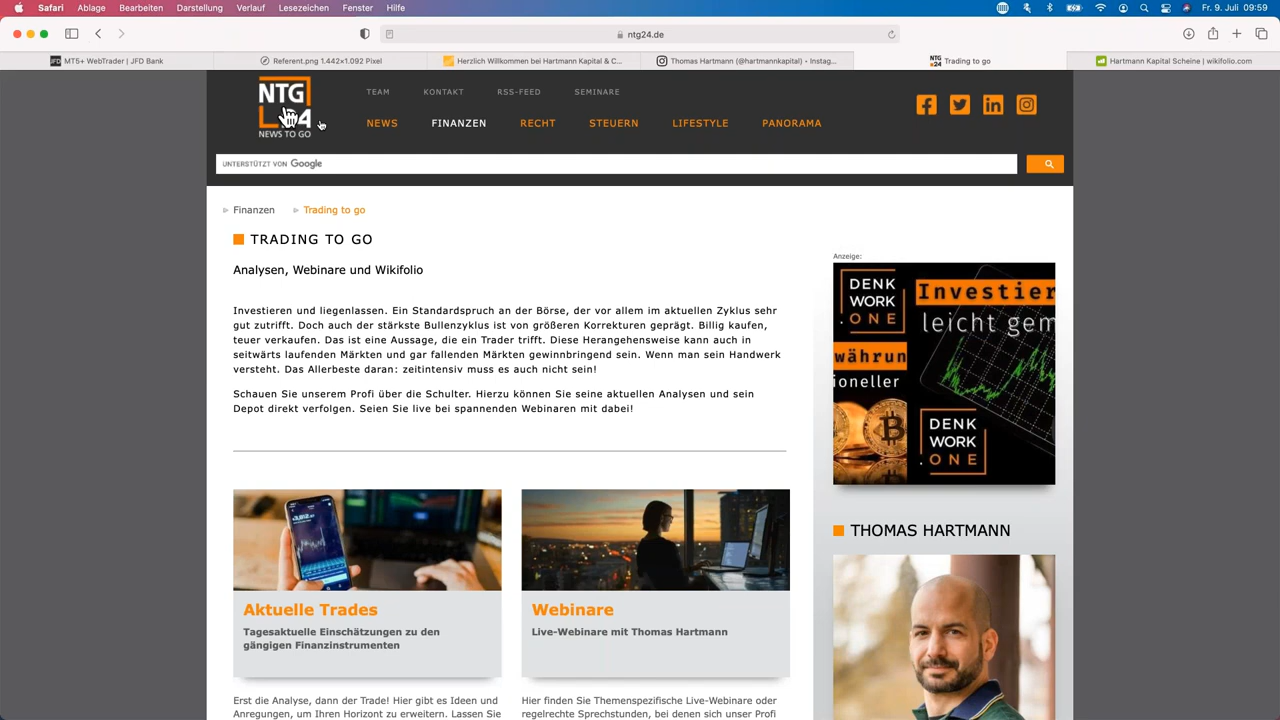 Safari Ablage Bearbeiten Darstellung Verlauf Lesezeichen Fenster Hilfe
Fr. 9. Juli 09:59
ntg24.de
MT5+ WebTrader | JFD Bank
Referent.png 1.442×1.092 Pixel
Herzlich Willkommen bei Hartmann Kapital & C...
Thomas Hartmann (@hartmannkapital) • Instag...
NTG 24 Trading to go
Hartmann Kapital Scheine | wikifolio.com
NTG
4
NEWS TO GO
TEAM KONTAKT RSS-FEED SEMINARE
NEWS FINANZEN RECHT STEUERN LIFESTYLE PANORAMA
UNTERSTÜTZT VON Google
Finanzen Trading to go
TRADING TO GO
Analysen, Webinare und Wikifolio
Investieren und liegenlassen. Ein Standardspruch an der Börse, der vor allem im aktuellen Zyklus sehr
gut zutrifft. Doch auch der stärkste Bullenzyklus ist von größeren Korrekturen geprägt. Billig kaufen,
teuer verkaufen. Das ist eine Aussage, die ein Trader trifft. Diese Herangehensweise kann auch in
seitwärts laufenden Märkten und gar fallenden Märkten gewinnbringend sein. Wenn man sein Handwerk
versteht. Das Allerbeste daran: zeitintensiv muss es auch nicht sein!
Schauen Sie unserem Profi über die Schulter. Hierzu können Sie seine aktuellen Analysen und sein
Depot direkt verfolgen. Seien Sie live bei spannenden Webinaren mit dabei!
Aktuelle Trades
Tagesaktuelle Einschätzungen zu den
gängigen Finanzinstrumenten
Erst die Analyse, dann der Trade! Hier gibt es Ideen und
Anregungen, um Ihren Horizont zu erweitern. Lassen Sie
Webinare
Live-Webinare mit Thomas Hartmann
Hier finden Sie Themenspezifische Live-Webinare oder
regelrechte Sprechstunden, bei denen sich unser Profi
Anzeige:
DENK
WORK
.ONE
Investier
leicht gem
währun
ioneller
DENK
WORK
.ONE
THOMAS HARTMANN